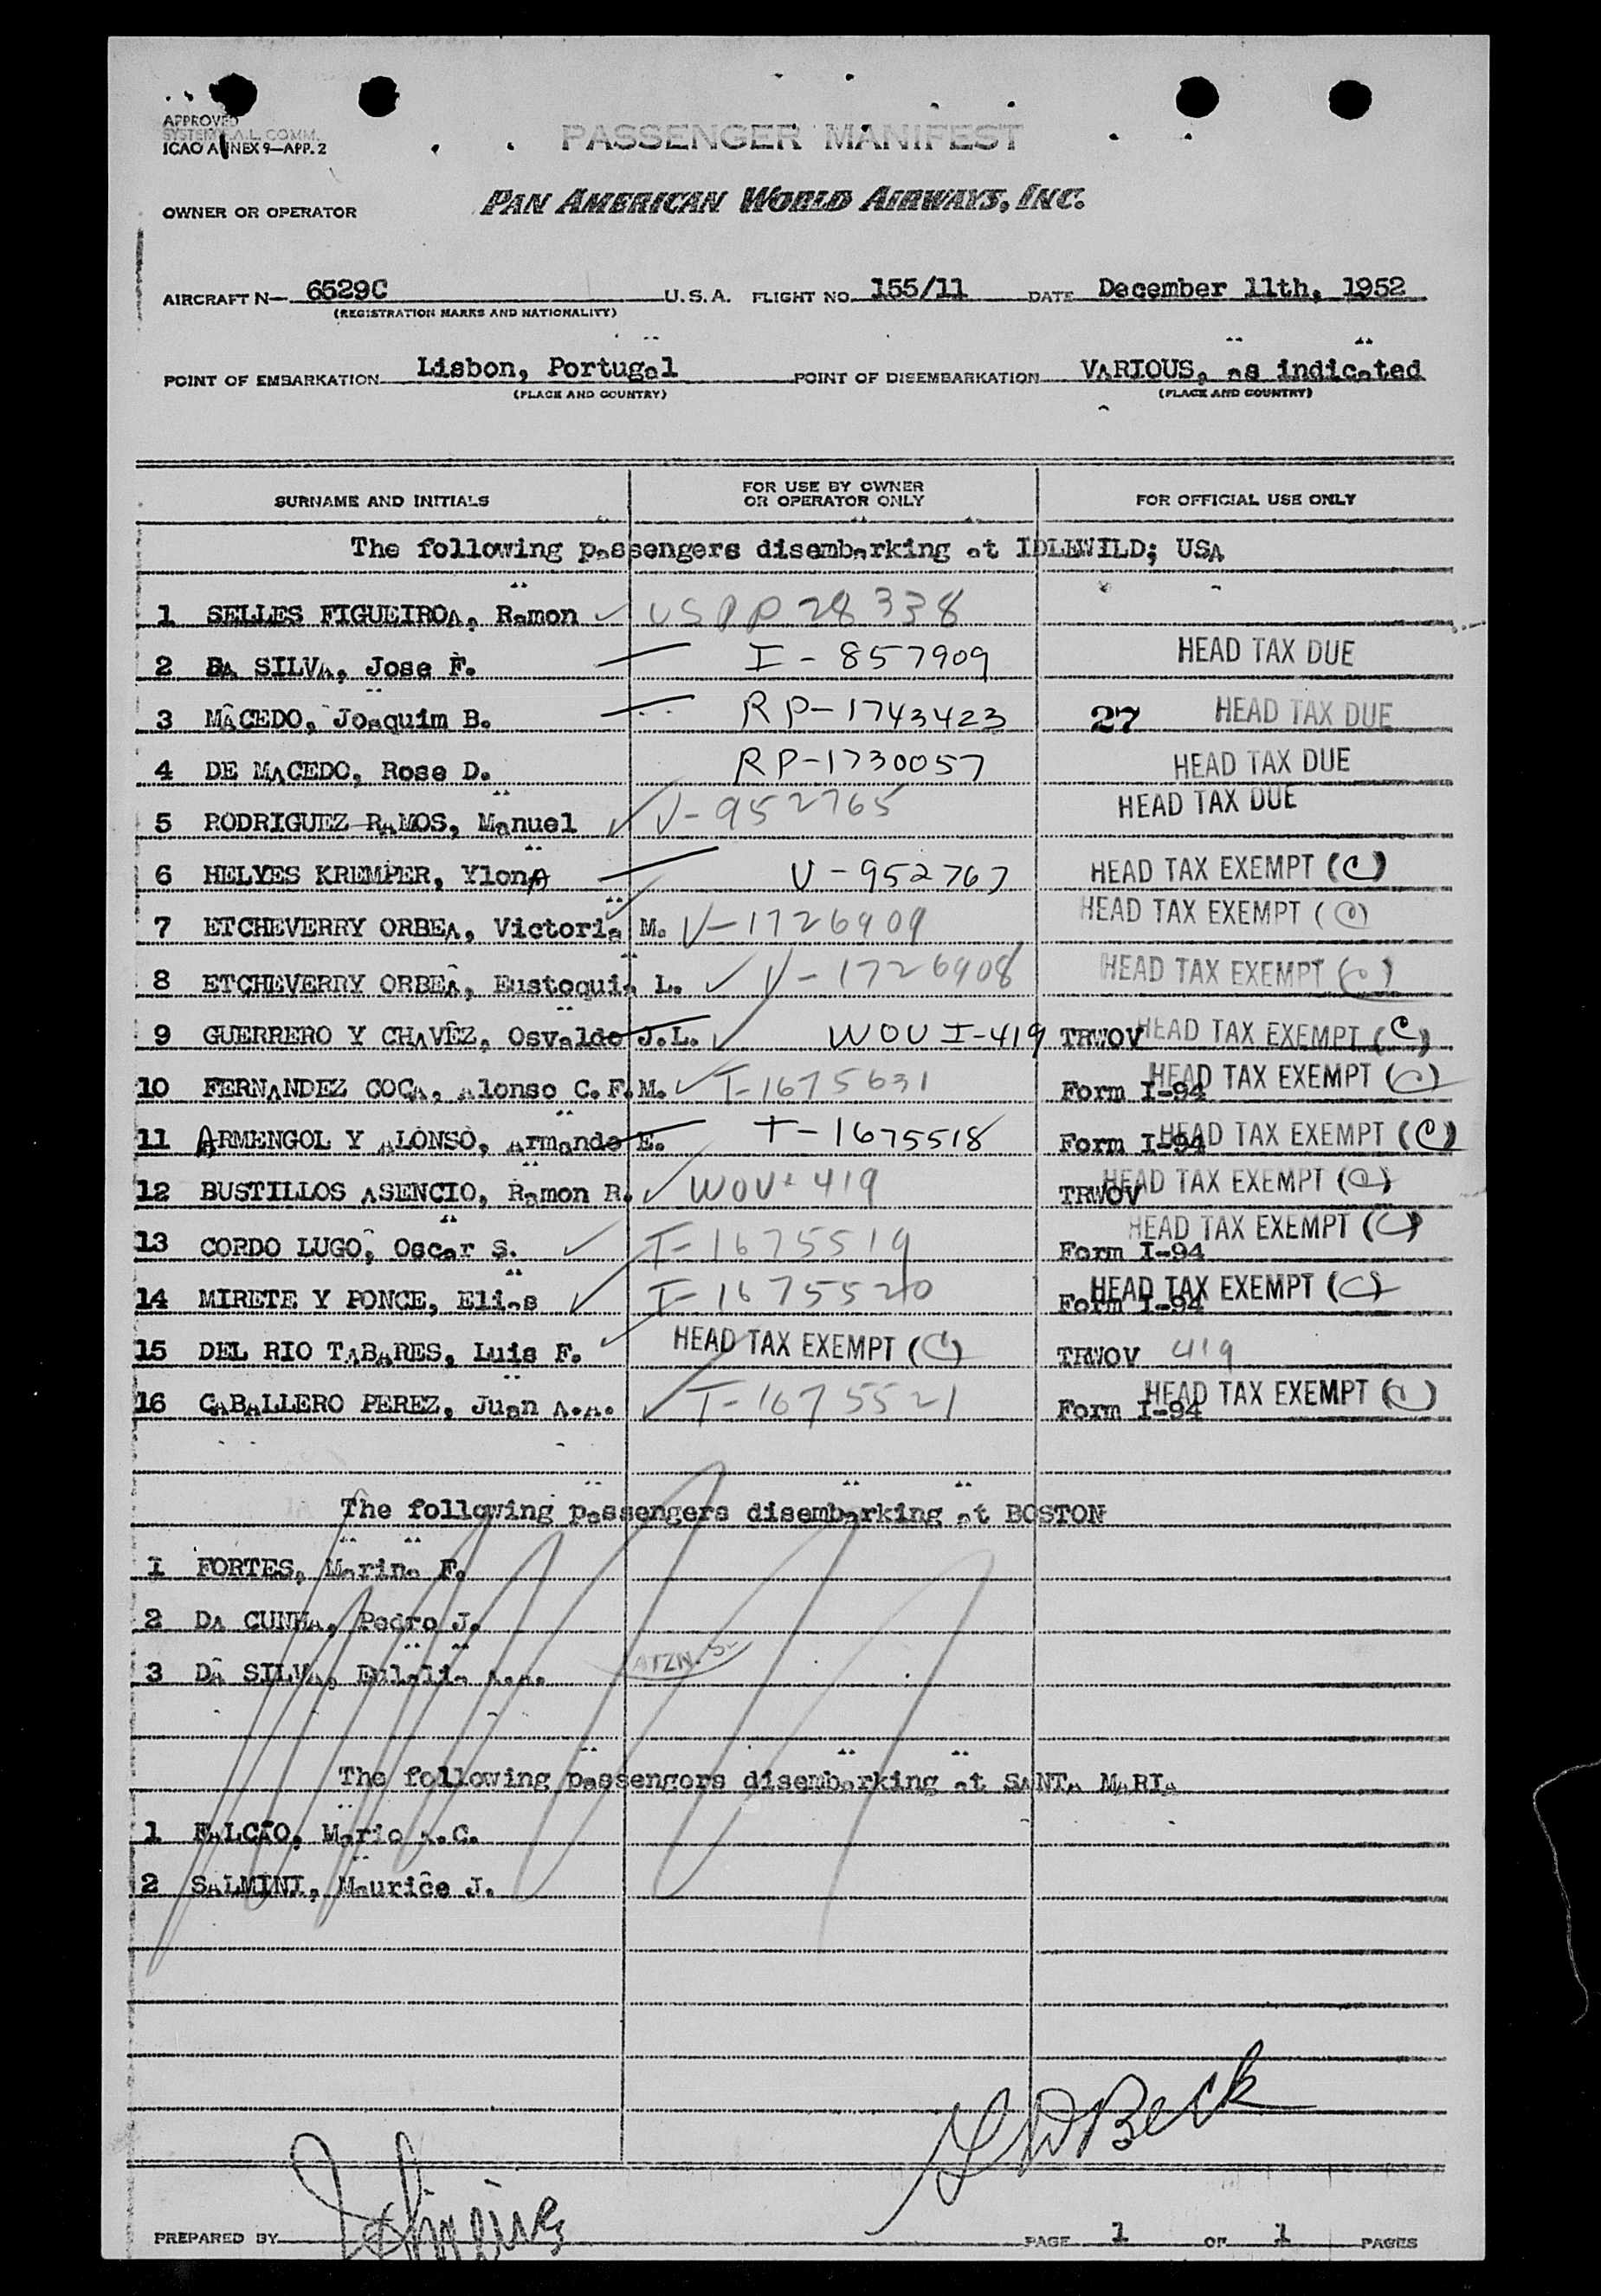 APPROVED
SYSTEM A.L. COMM.
ICAO ANNEX 9—APP. 2
PASSENGER MANIFEST
OWNER OR OPERATOR PAN AMERICAN WORLD AIRWAYS, INC.
AIRCRAFT N— 6529C U.S.A. FLIGHT NO. 155/11 DATE December 11th, 1952
(REGISTRATION MARKS AND NATIONALITY)
POINT OF EMBARKATION Lisbon, Portugal POINT OF DISEMBARKATION VARIOUS, as indicated
(PLACE AND COUNTRY) (PLACE AND COUNTRY)
SURNAME AND INITIALS FOR USE BY OWNER OR OPERATOR ONLY FOR OFFICIAL USE ONLY
The following passengers disembarking at IDLEWILD; USA
1 SELLES FIGUEIROA, Ramon USPP 28338
2 DA SILVA, Jose F. I-857909 HEAD TAX DUE
3 MACEDO, Joaquim B. RP-1743423 27 HEAD TAX DUE
4 DE MACEDO, Rose D. RP-1730057 HEAD TAX DUE
5 RODRIGUEZ RAMOS, Manuel V-952765 HEAD TAX DUE
6 HELYES KREMPER, Ylona V-952767 HEAD TAX EXEMPT (C)
7 ETCHEVERRY ORBEA, Victoria M. V-1726909 HEAD TAX EXEMPT (C)
8 ETCHEVERRY ORBEA, Eustoquia L. V-1726908 HEAD TAX EXEMPT (C)
9 GUERRERO Y CHAVEZ, Osvaldo J.L. WOV I-419 TRWOV HEAD TAX EXEMPT (C)
10 FERNANDEZ COCA, Alonso C.F.M. T-1675631 Form I-94 HEAD TAX EXEMPT (C)
11 ARMENGOL Y ALONSO, Armando E. T-1675518 Form I-94 HEAD TAX EXEMPT (C)
12 BUSTILLOS ASENCIO, Ramon R. WOV 419 TRWOV HEAD TAX EXEMPT (C)
13 CORDO LUGO, Oscar S. T-1675519 Form I-94 HEAD TAX EXEMPT (C)
14 MIRETE Y PONCE, Elias T-1675520 Form I-94 HEAD TAX EXEMPT (C)
15 DEL RIO TABARES, Luis F. HEAD TAX EXEMPT (C) TRWOV 419
16 CABALLERO PEREZ, Juan A.A. T-1675521 Form I-94 HEAD TAX EXEMPT (C)
The following passengers disembarking at BOSTON
1 FORTES, Marina F.
2 DA CUNHA, Pedro J.
3 DA SILVA, Eulalia A.A.
The following passengers disembarking at SANTA MARIA
1 FALCAO, Mario A.C.
2 SALMINI, Maurice J.
Beck
PREPARED BY PAGE 1 OF 1 PAGES